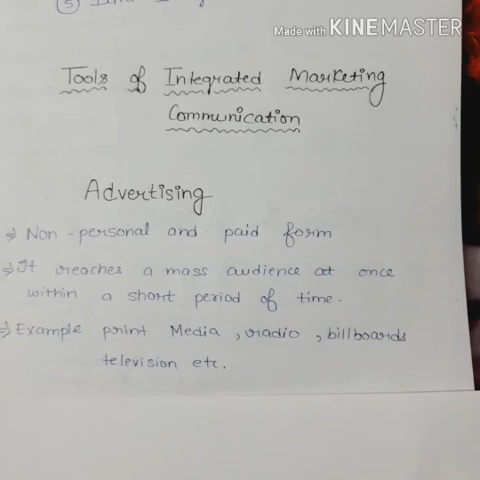 Made with KINEMASTER
5
Tools of Integrated Marketing
Communication
Advertising
⇒ Non-personal and paid form
⇒ It reaches a mass audience at once
within a short period of time.
⇒ Example print Media, radio, billboards
television etc.